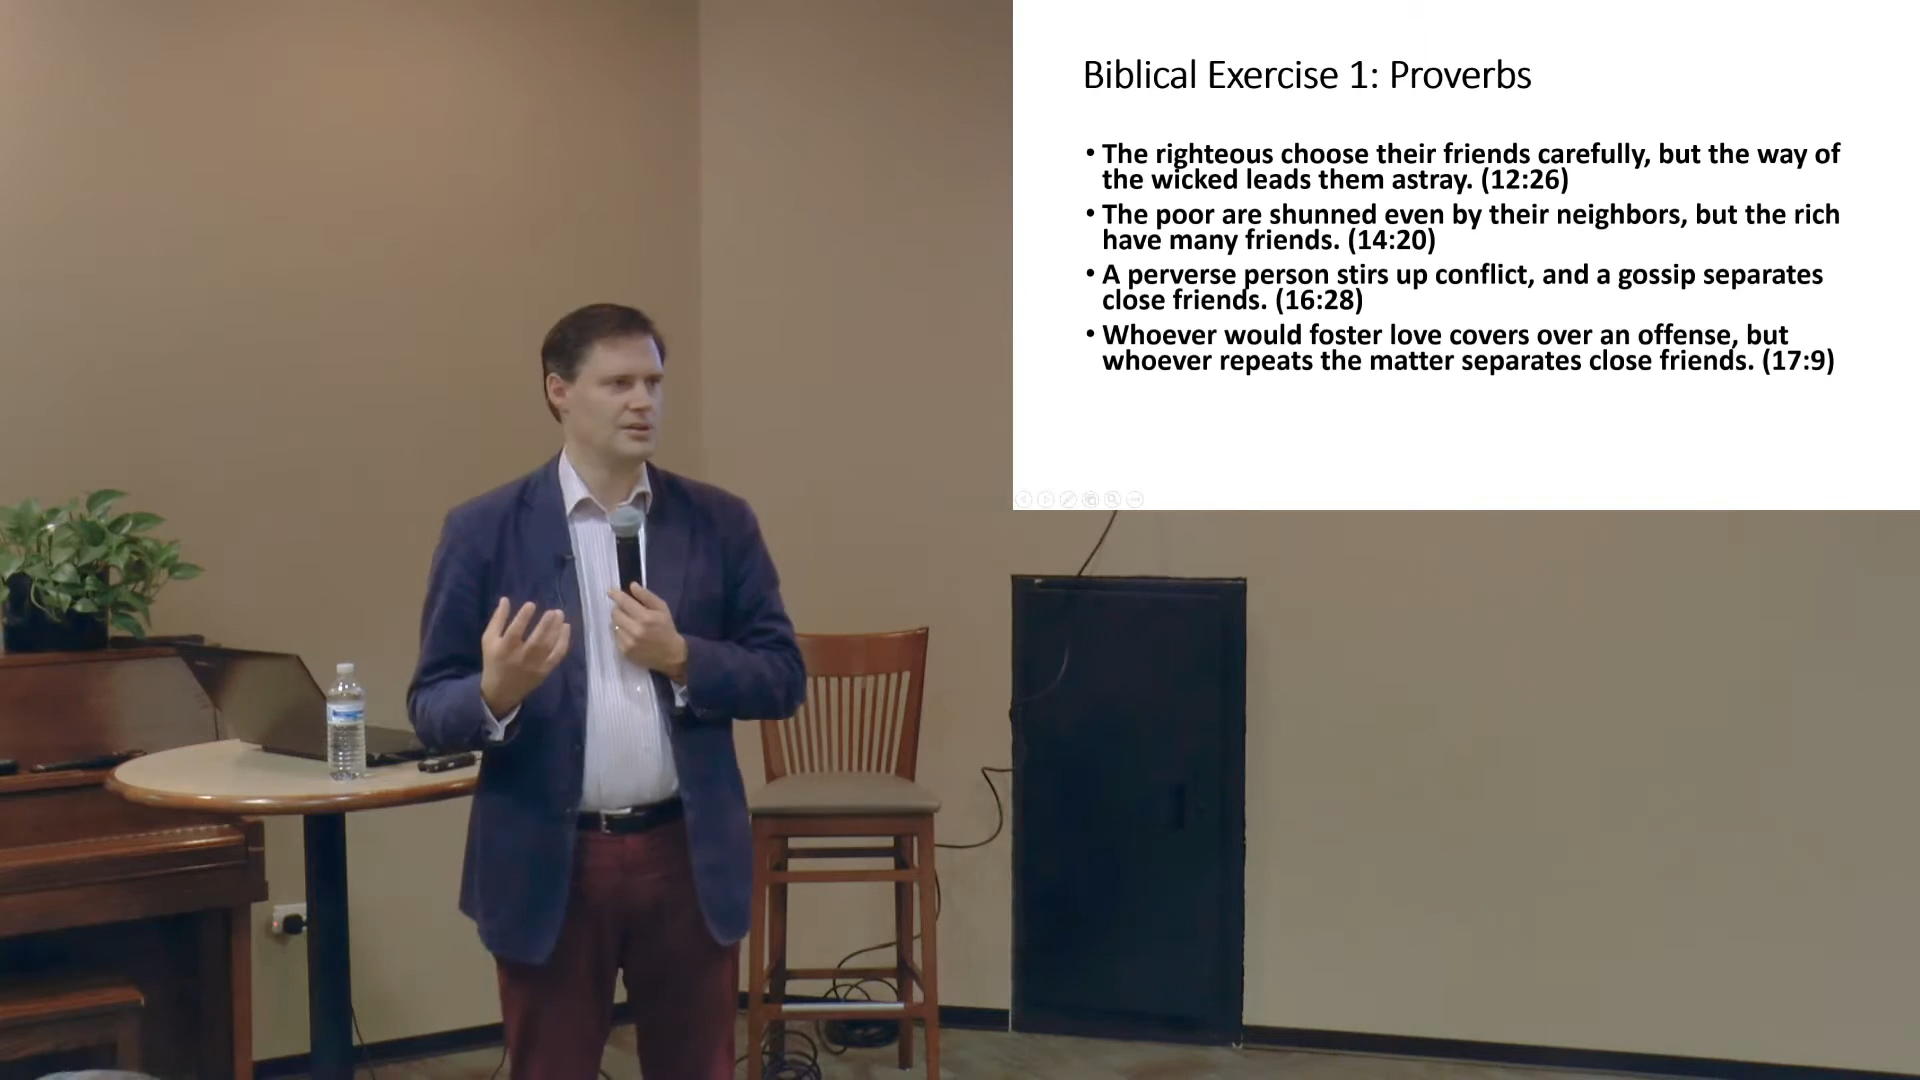 Biblical Exercise 1: Proverbs
• The righteous choose their friends carefully, but the way of
the wicked leads them astray. (12:26)
• The poor are shunned even by their neighbors, but the rich
have many friends. (14:20)
• A perverse person stirs up conflict, and a gossip separates
close friends. (16:28)
• Whoever would foster love covers over an offense, but
whoever repeats the matter separates close friends. (17:9)